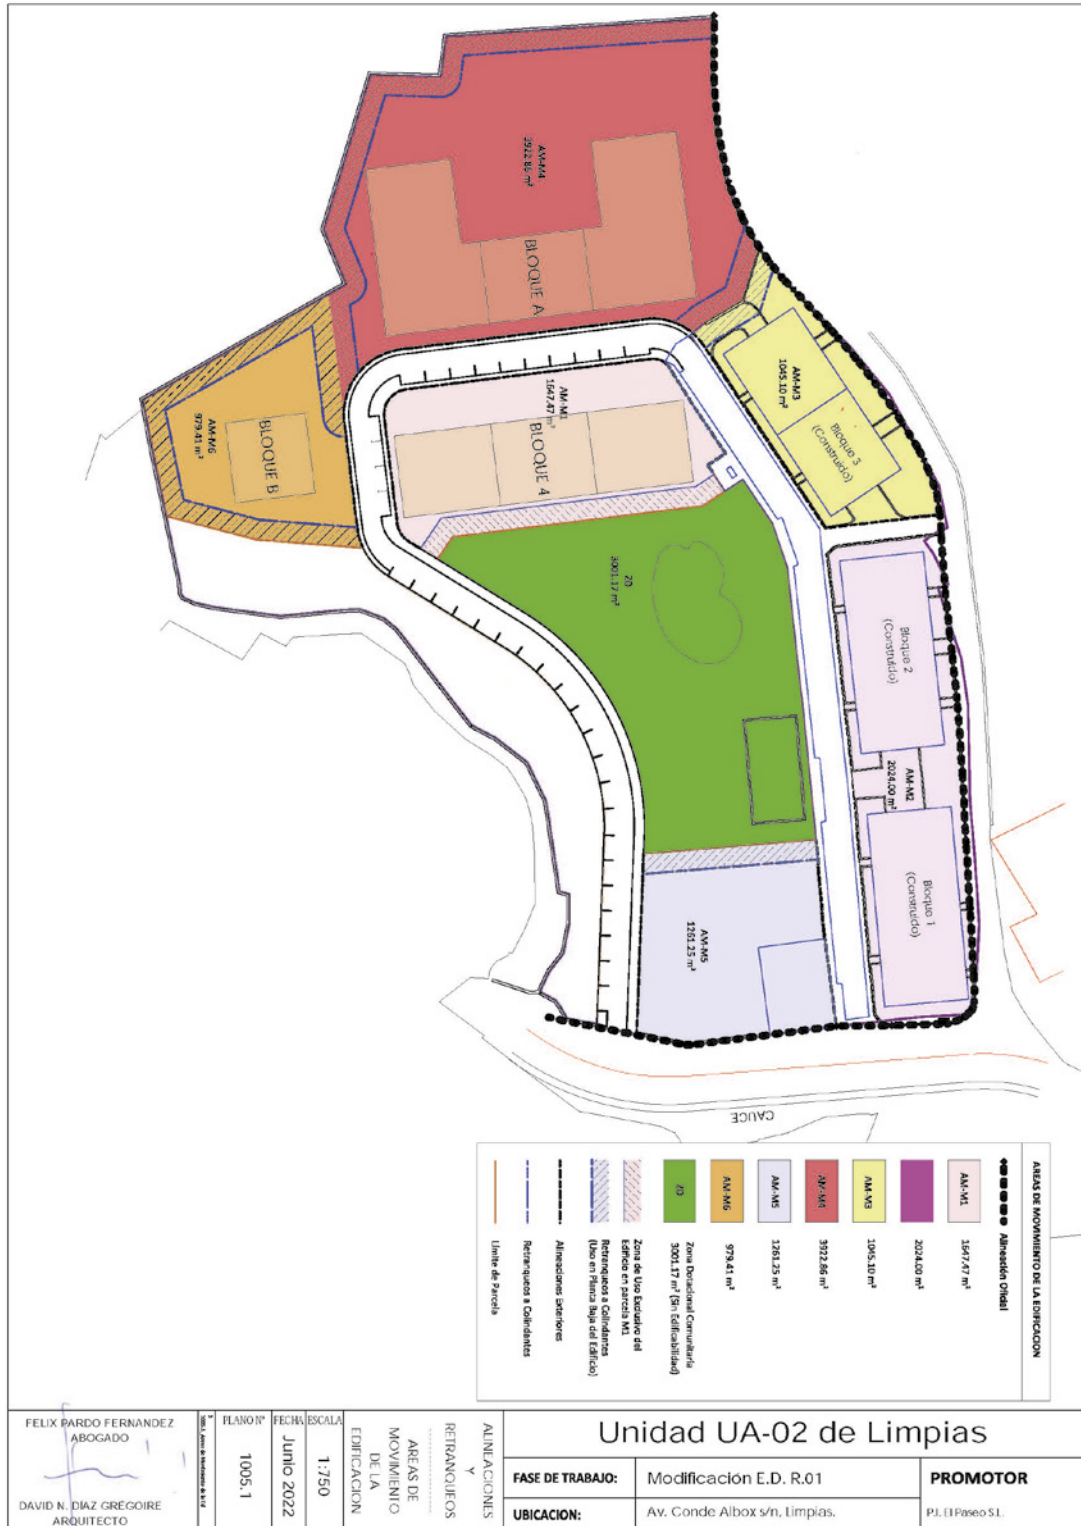 AM-M4
3922.86 m²
BLOQUE A
AM-M3
1045.10 m²
Bloque 3
(Construído)
AM-M1
1647.47 m²
BLOQUE 4
AM-M6
979.41 m²
BLOQUE B
ZD
3001.17 m²
Bloque 2
(Construído)
AM-M2
2024.00 m²
Bloque 1
(Construído)
AM-M5
1261.25 m²
CAUCE
AREAS DE MOVIMIENTO DE LA EDIFICACION
Alineación Oficial
AM-M1
1647.47 m²
2024.00 m²
AM-M3
1045.10 m²
AM-M4
3922.86 m²
AM-M5
1261.25 m²
AM-M6
979.41 m²
ZD
Zona Dotacional Comunitaria
3001.17 m² (Sin Edificabilidad)
Zona de Uso Exclusivo del
Edificio en parcela M1
Retranqueos a Colindantes
(Uso en Planta Baja del Edificio)
Alineaciones Exteriores
Retranqueos a Colindantes
Límite de Parcela
FELIX PARDO FERNANDEZ
ABOGADO
DAVID N. DÍAZ GRÉGOIRE
ARQUITECTO
PLANO Nº
1005.1
FECHA
Junio 2022
ESCALA
1:750
ALINEACIONES
Y
RETRANQUEOS
AREAS DE
MOVIMIENTO
DE LA
EDIFICACION
Unidad UA-02 de Limpias
FASE DE TRABAJO:
Modificación E.D. R.01
PROMOTOR
UBICACION:
Av. Conde Albox s/n, Limpias.
P.I. El Paseo S.L.